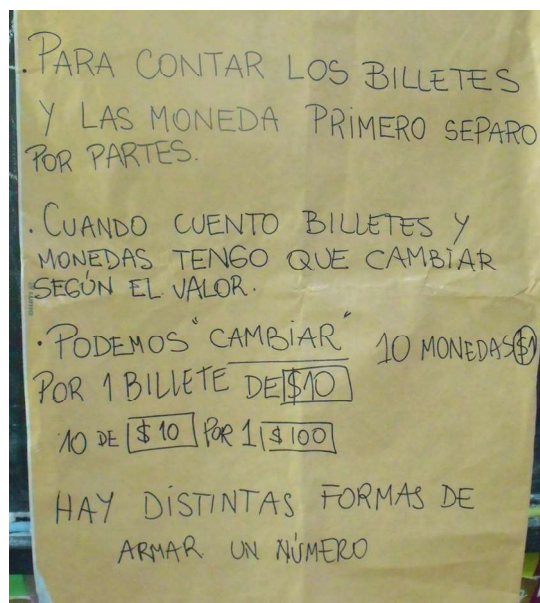 . PARA CONTAR LOS BILLETES
Y LAS MONEDA PRIMERO SEPARO
POR PARTES.
. CUANDO CUENTO BILLETES Y
MONEDAS TENGO QUE CAMBIAR
SEGÚN EL VALOR.
. PODEMOS "CAMBIAR" 10 MONEDAS $1
POR 1 BILLETE DE $10
10 DE $10 POR 1 $100
HAY DISTINTAS FORMAS DE
ARMAR UN NÚMERO